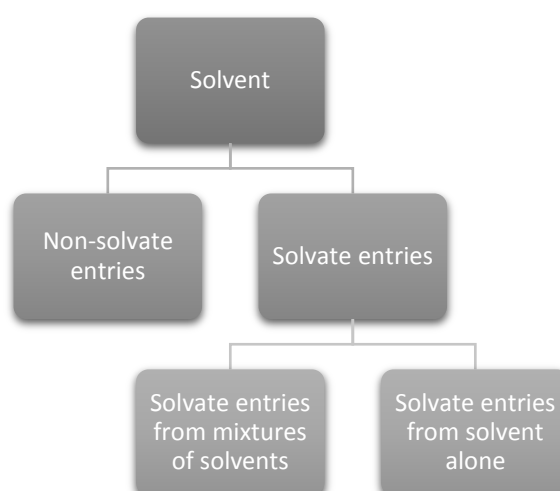 Solvent
Non-solvate
entries
Solvate entries
Solvate entries
from mixtures
of solvents
Solvate entries
from solvent
alone